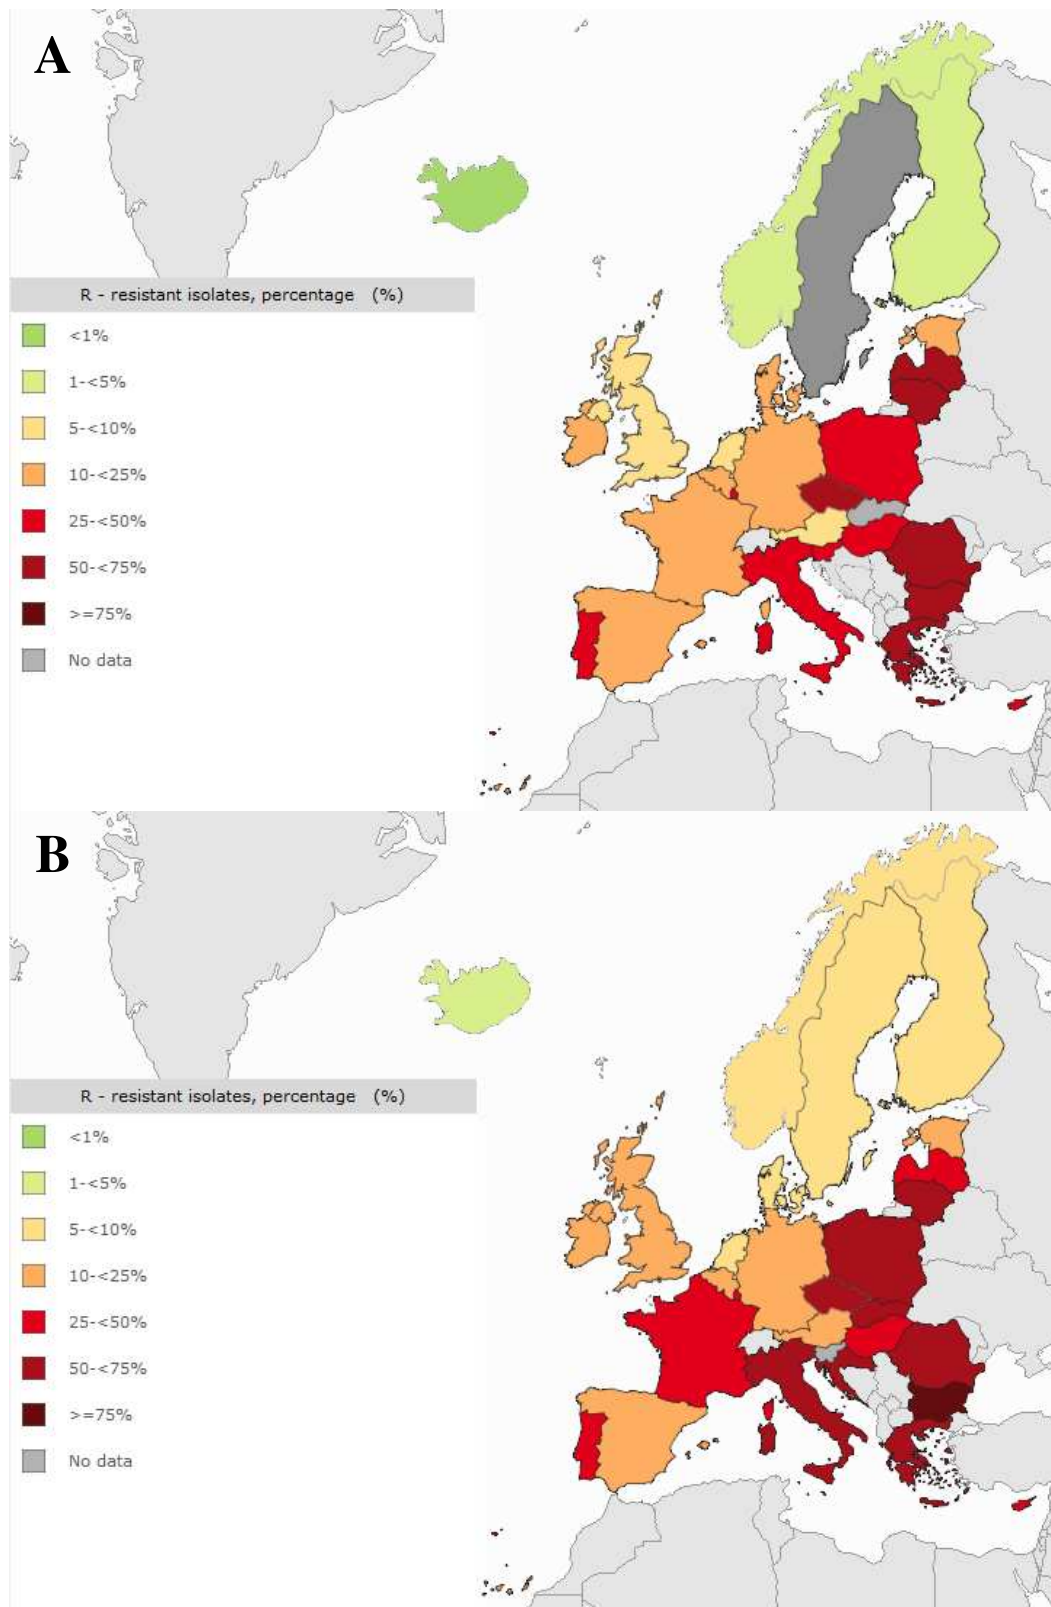 A
R - resistant isolates, percentage (%)
<1%
1-<5%
5-<10%
10-<25%
25-<50%
50-<75%
>=75%
No data
B
R - resistant isolates, percentage (%)
<1%
1-<5%
5-<10%
10-<25%
25-<50%
50-<75%
>=75%
No data